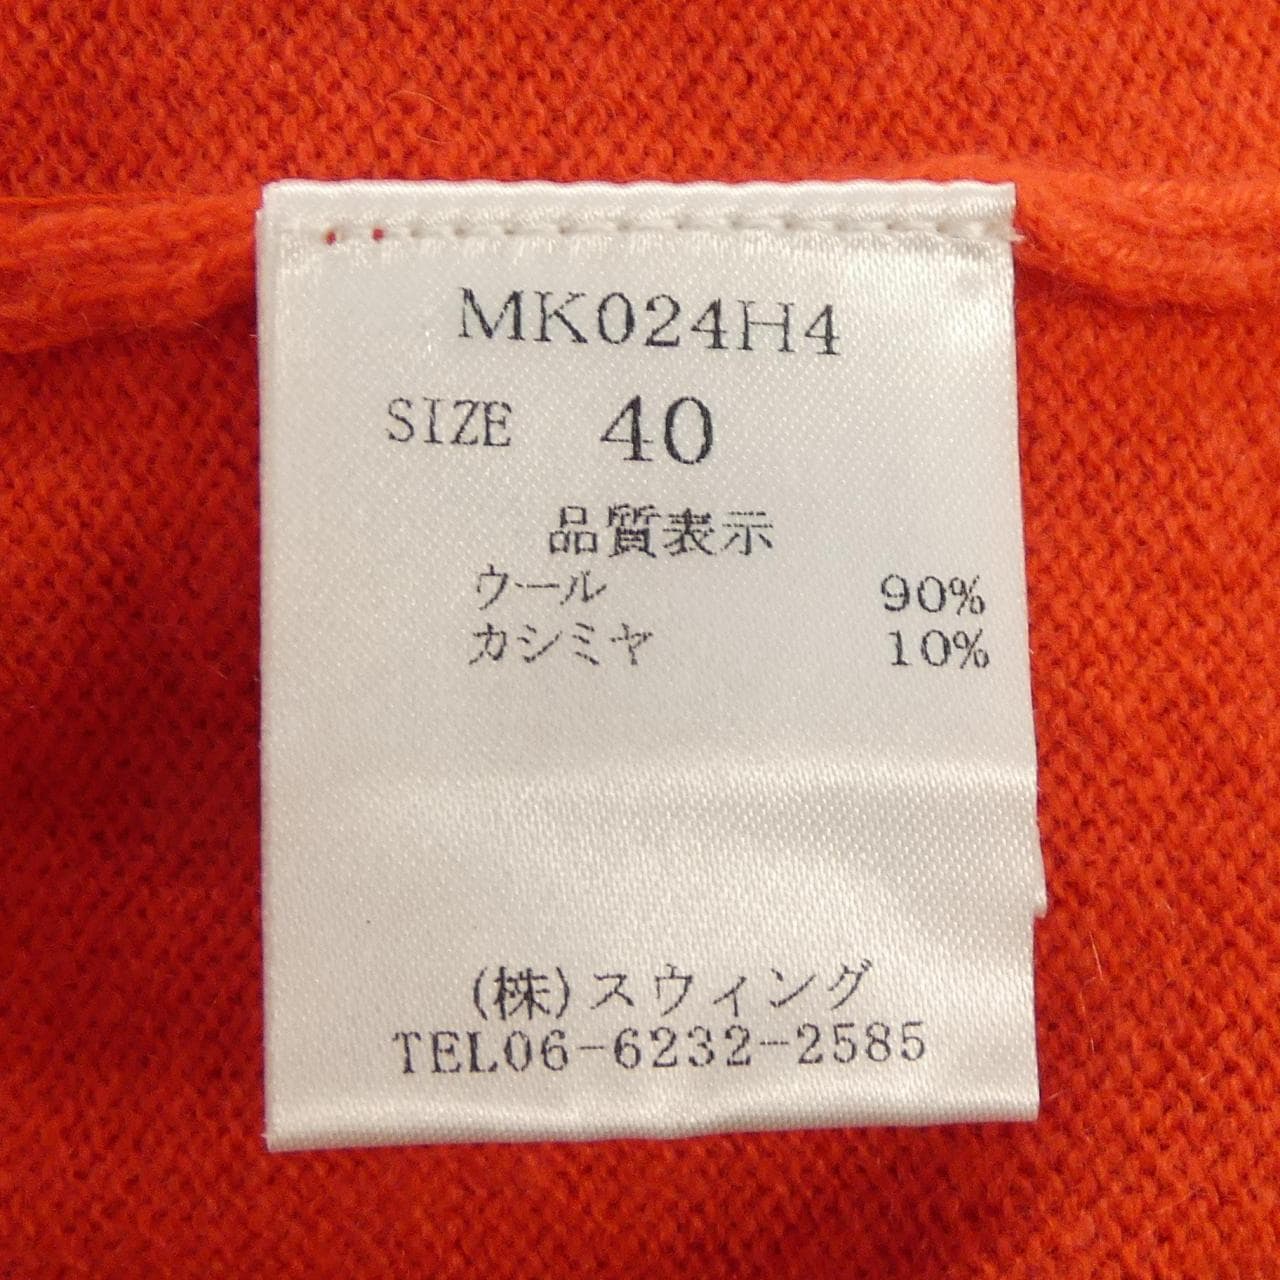 MK024H4
SIZE 40
品質表示
ウール 90%
カシミヤ 10%
(株)スウィング
TEL06-6232-2585